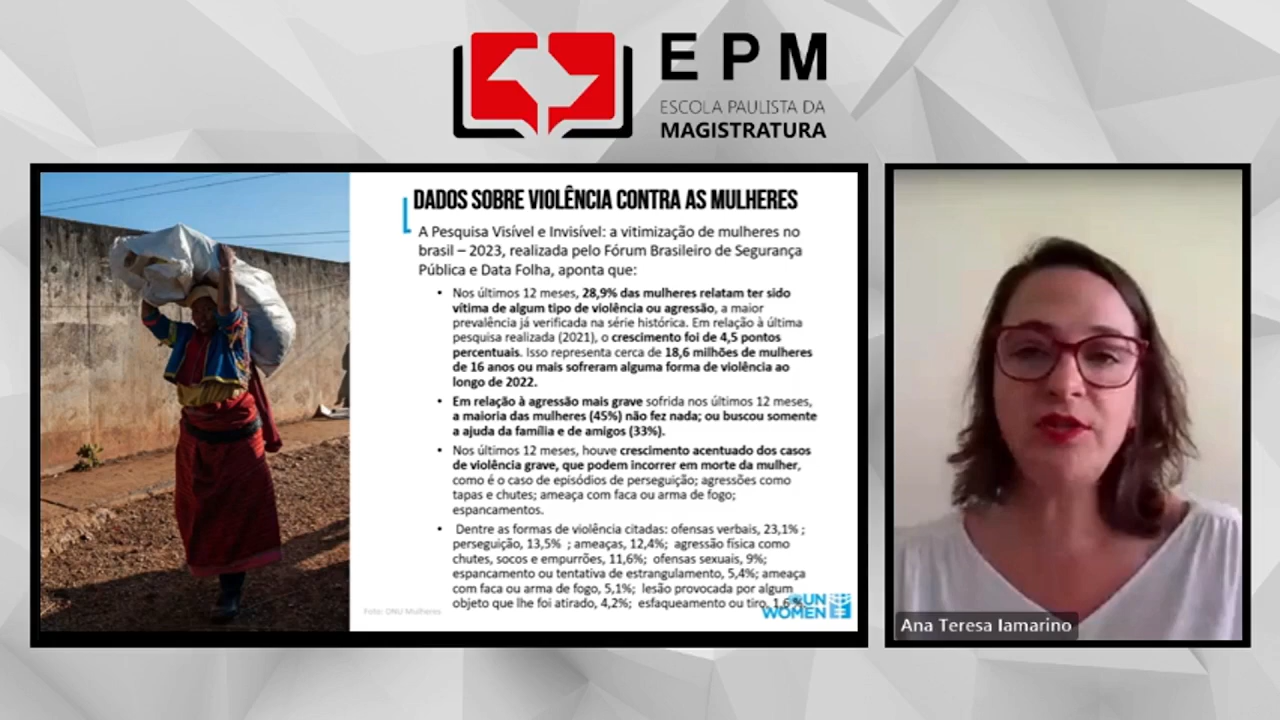 EPM
ESCOLA PAULISTA DA
MAGISTRATURA
DADOS SOBRE VIOLÊNCIA CONTRA AS MULHERES
A Pesquisa Visível e Invisível: a vitimização de mulheres no
brasil – 2023, realizada pelo Fórum Brasileiro de Segurança
Pública e Data Folha, aponta que:
• Nos últimos 12 meses, 28,9% das mulheres relatam ter sido
vítima de algum tipo de violência ou agressão, a maior
prevalência já verificada na série histórica. Em relação à última
pesquisa realizada (2021), o crescimento foi de 4,5 pontos
percentuais. Isso representa cerca de 18,6 milhões de mulheres
de 16 anos ou mais sofreram alguma forma de violência ao
longo de 2022.
• Em relação à agressão mais grave sofrida nos últimos 12 meses,
a maioria das mulheres (45%) não fez nada; ou buscou somente
a ajuda da família e de amigos (33%).
• Nos últimos 12 meses, houve crescimento acentuado dos casos
de violência grave, que podem incorrer em morte da mulher,
como é o caso de episódios de perseguição; agressões como
tapas e chutes; ameaça com faca ou arma de fogo;
espancamentos.
• Dentre as formas de violência citadas: ofensas verbais, 23,1% ;
perseguição, 13,5% ; ameaças, 12,4%; agressão física como
chutes, socos e empurrões, 11,6%; ofensas sexuais, 9%;
espancamento ou tentativa de estrangulamento, 5,4%; ameaça
com faca ou arma de fogo, 5,1%; lesão provocada por algum
objeto que lhe foi atirado, 4,2%; esfaqueamento ou tiro, 1,6%
Foto: ONU Mulheres
UN
WOMEN
Ana Teresa Iamarino